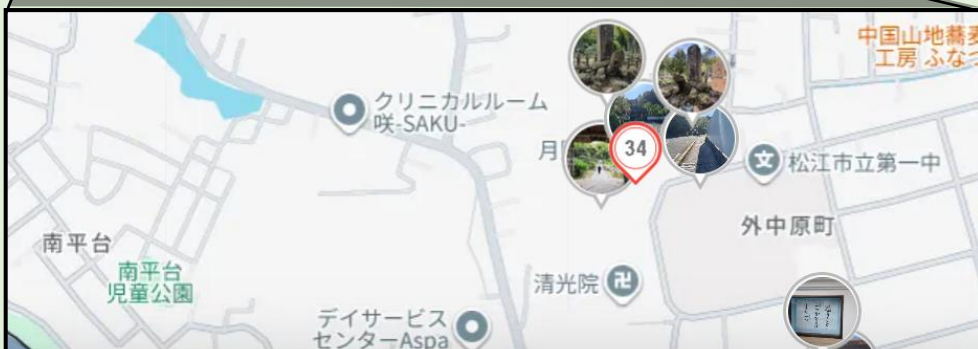 中国山地蕎麦
工房 ふなつ
クリニカルルーム
咲-SAKU-
月
34
文
松江市立第一中
外中原町
南平台
南平台
児童公園
清光院
卍
デイサービス
センターAspa